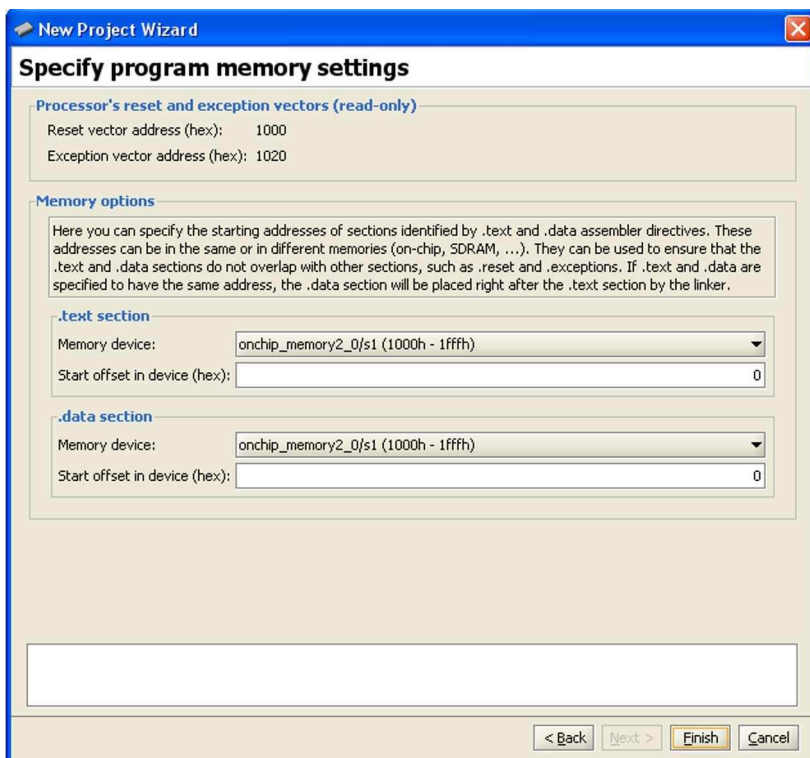 New Project Wizard
Specify program memory settings
Processor's reset and exception vectors (read-only)
Reset vector address (hex): 1000
Exception vector address (hex): 1020
Memory options
Here you can specify the starting addresses of sections identified by .text and .data assembler directives. These
addresses can be in the same or in different memories (on-chip, SDRAM, ...). They can be used to ensure that the
.text and .data sections do not overlap with other sections, such as .reset and .exceptions. If .text and .data are
specified to have the same address, the .data section will be placed right after the .text section by the linker.
.text section
Memory device: onchip_memory2_0/s1 (1000h - 1fffh)
Start offset in device (hex): 0
.data section
Memory device: onchip_memory2_0/s1 (1000h - 1fffh)
Start offset in device (hex): 0
< Back Next > Finish Cancel